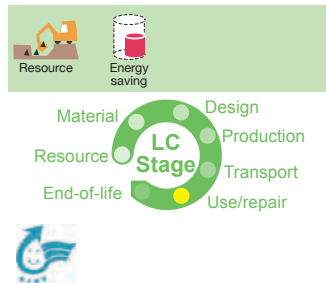 Resource
Energy
saving
Material
Design
Production
LC
Stage
Resource
Transport
End-of-life
Use/repair